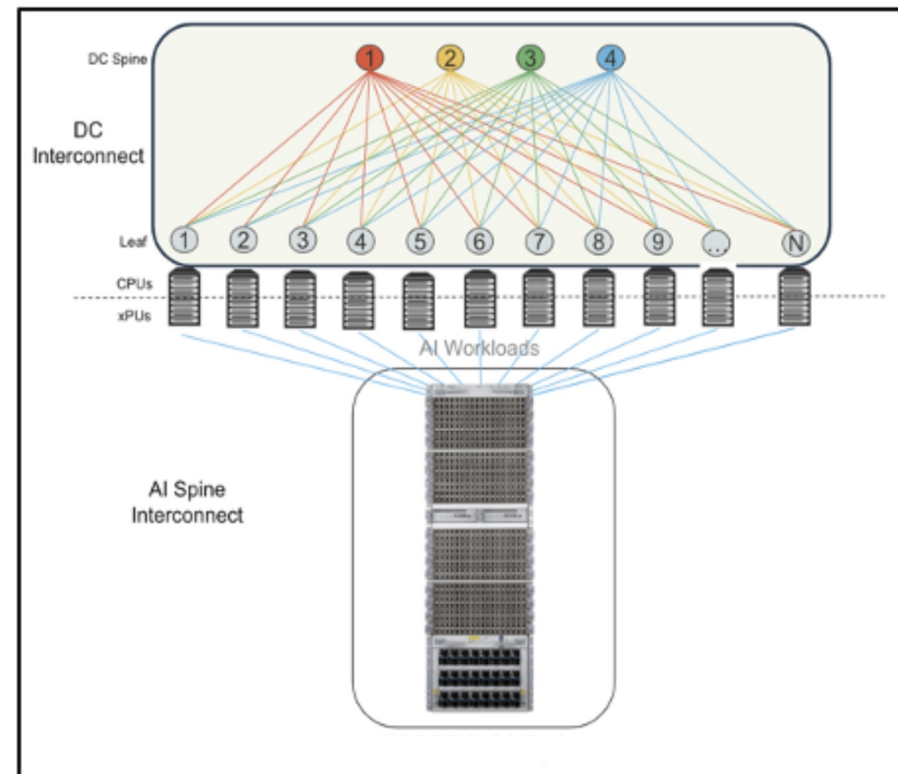 DC Spine
1 2 3 4
DC
Interconnect
Leaf
1 2 3 4 5 6 7 8 9 ... N
CPUs
xPUs
AI Workloads
AI Spine
Interconnect